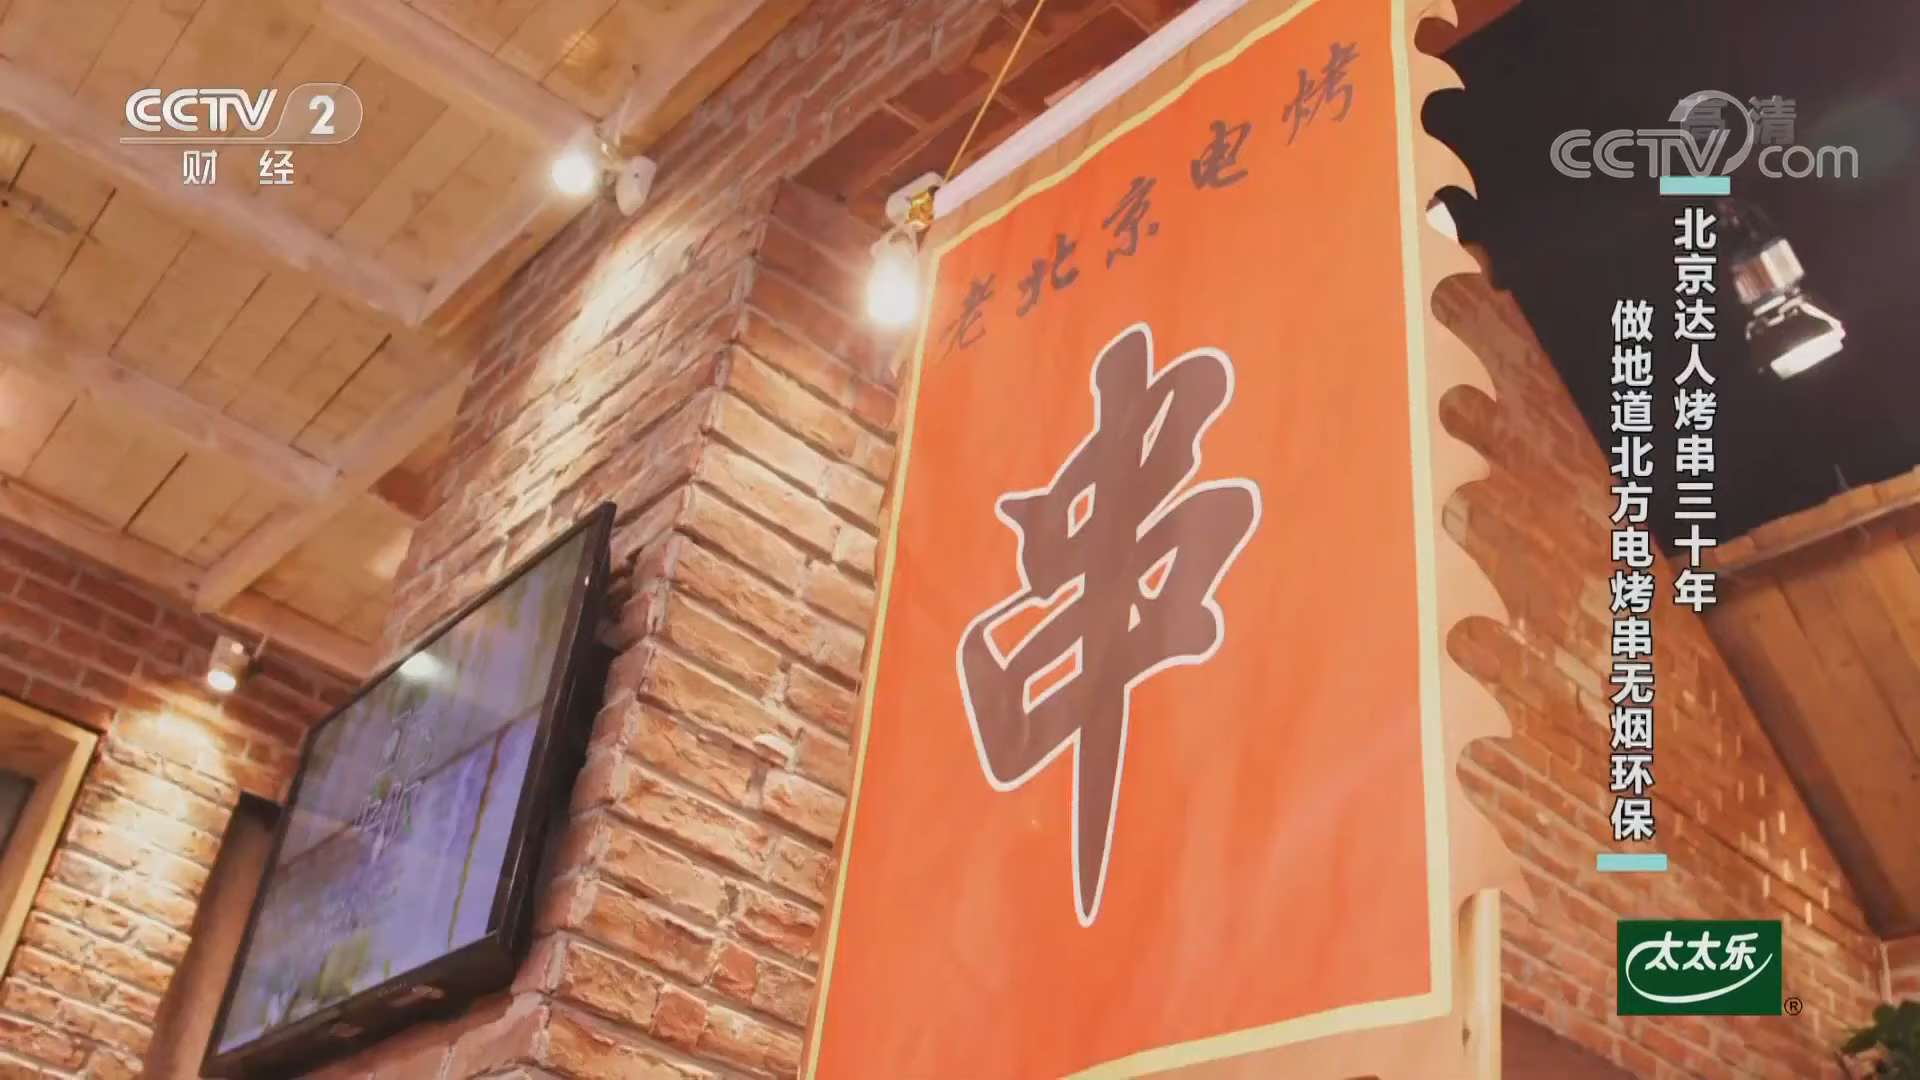 CCTV 2
财 经
高清
CCTV.com
老北京电烤
串
北京达人烤串三十年
做地道北方电烤串无烟环保
太太乐
®